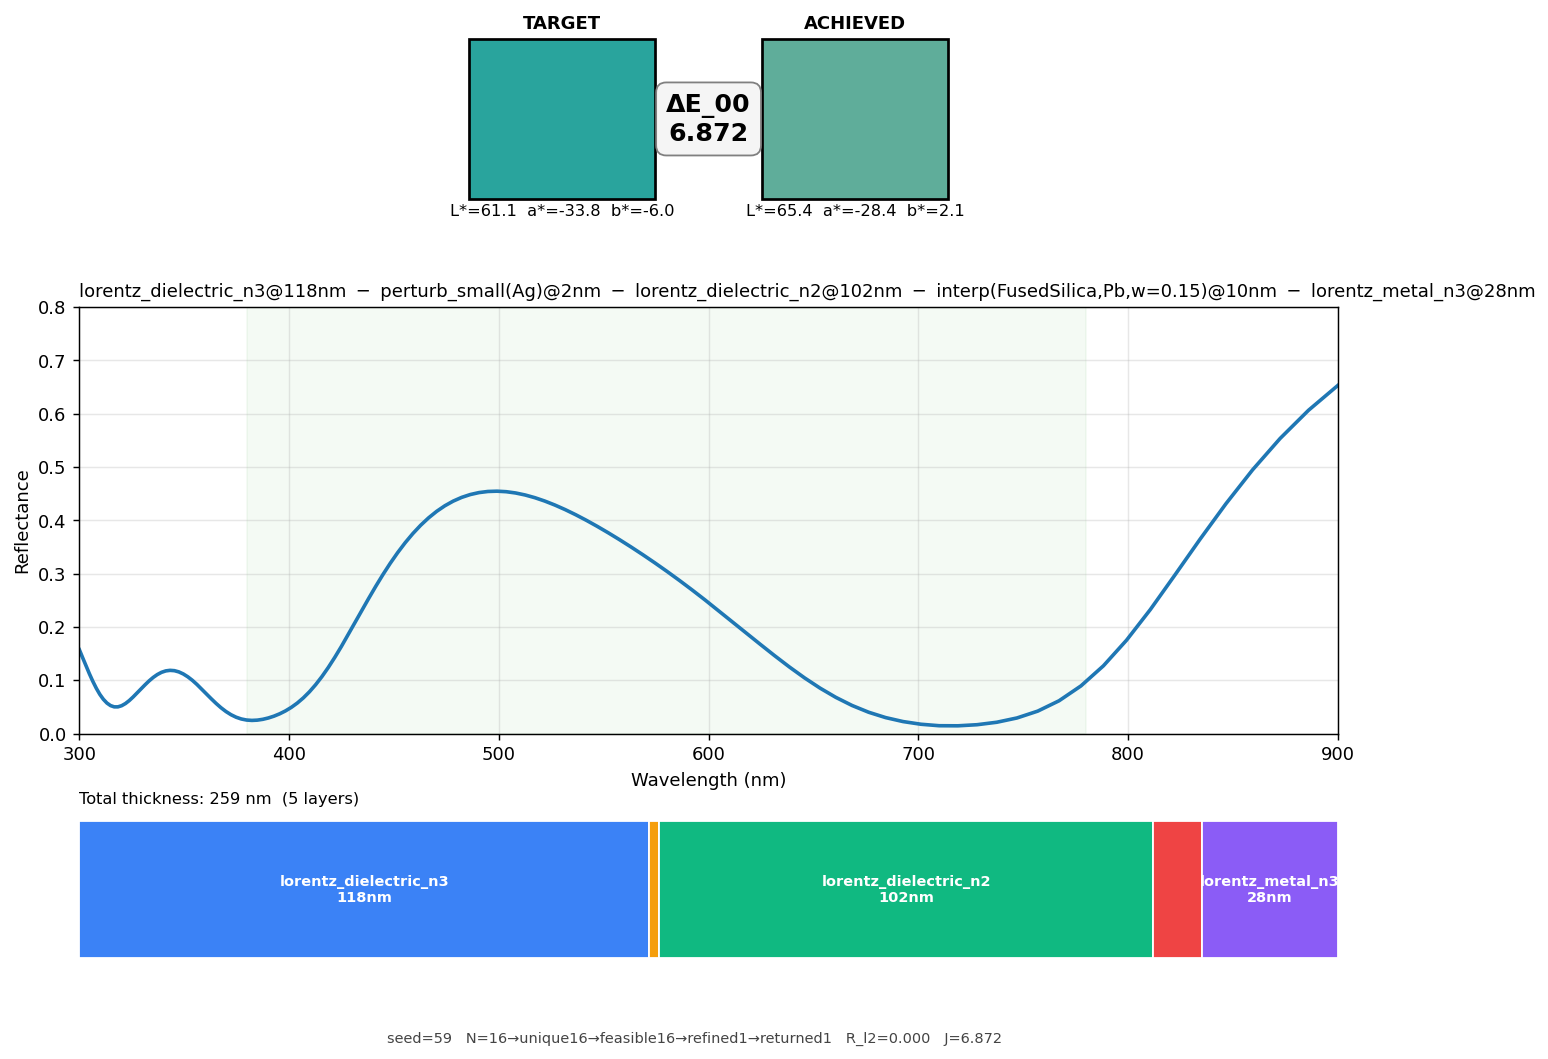 TARGET
ACHIEVED
ΔE_00
6.872
L*=61.1  a*=-33.8  b*=-6.0
L*=65.4  a*=-28.4  b*=2.1
lorentz_dielectric_n3@118nm − perturb_small(Ag)@2nm − lorentz_dielectric_n2@102nm − interp(FusedSilica,Pb,w=0.15)@10nm − lorentz_metal_n3@28nm
0.8
0.7
0.6
0.5
0.4
0.3
0.2
0.1
0.0
Reflectance
300 400 500 600 700 800 900
Wavelength (nm)
Total thickness: 259 nm  (5 layers)
lorentz_dielectric_n3
118nm
lorentz_dielectric_n2
102nm
lorentz_metal_n3
28nm
seed=59   N=16→unique16→feasible16→refined1→returned1   R_l2=0.000   J=6.872